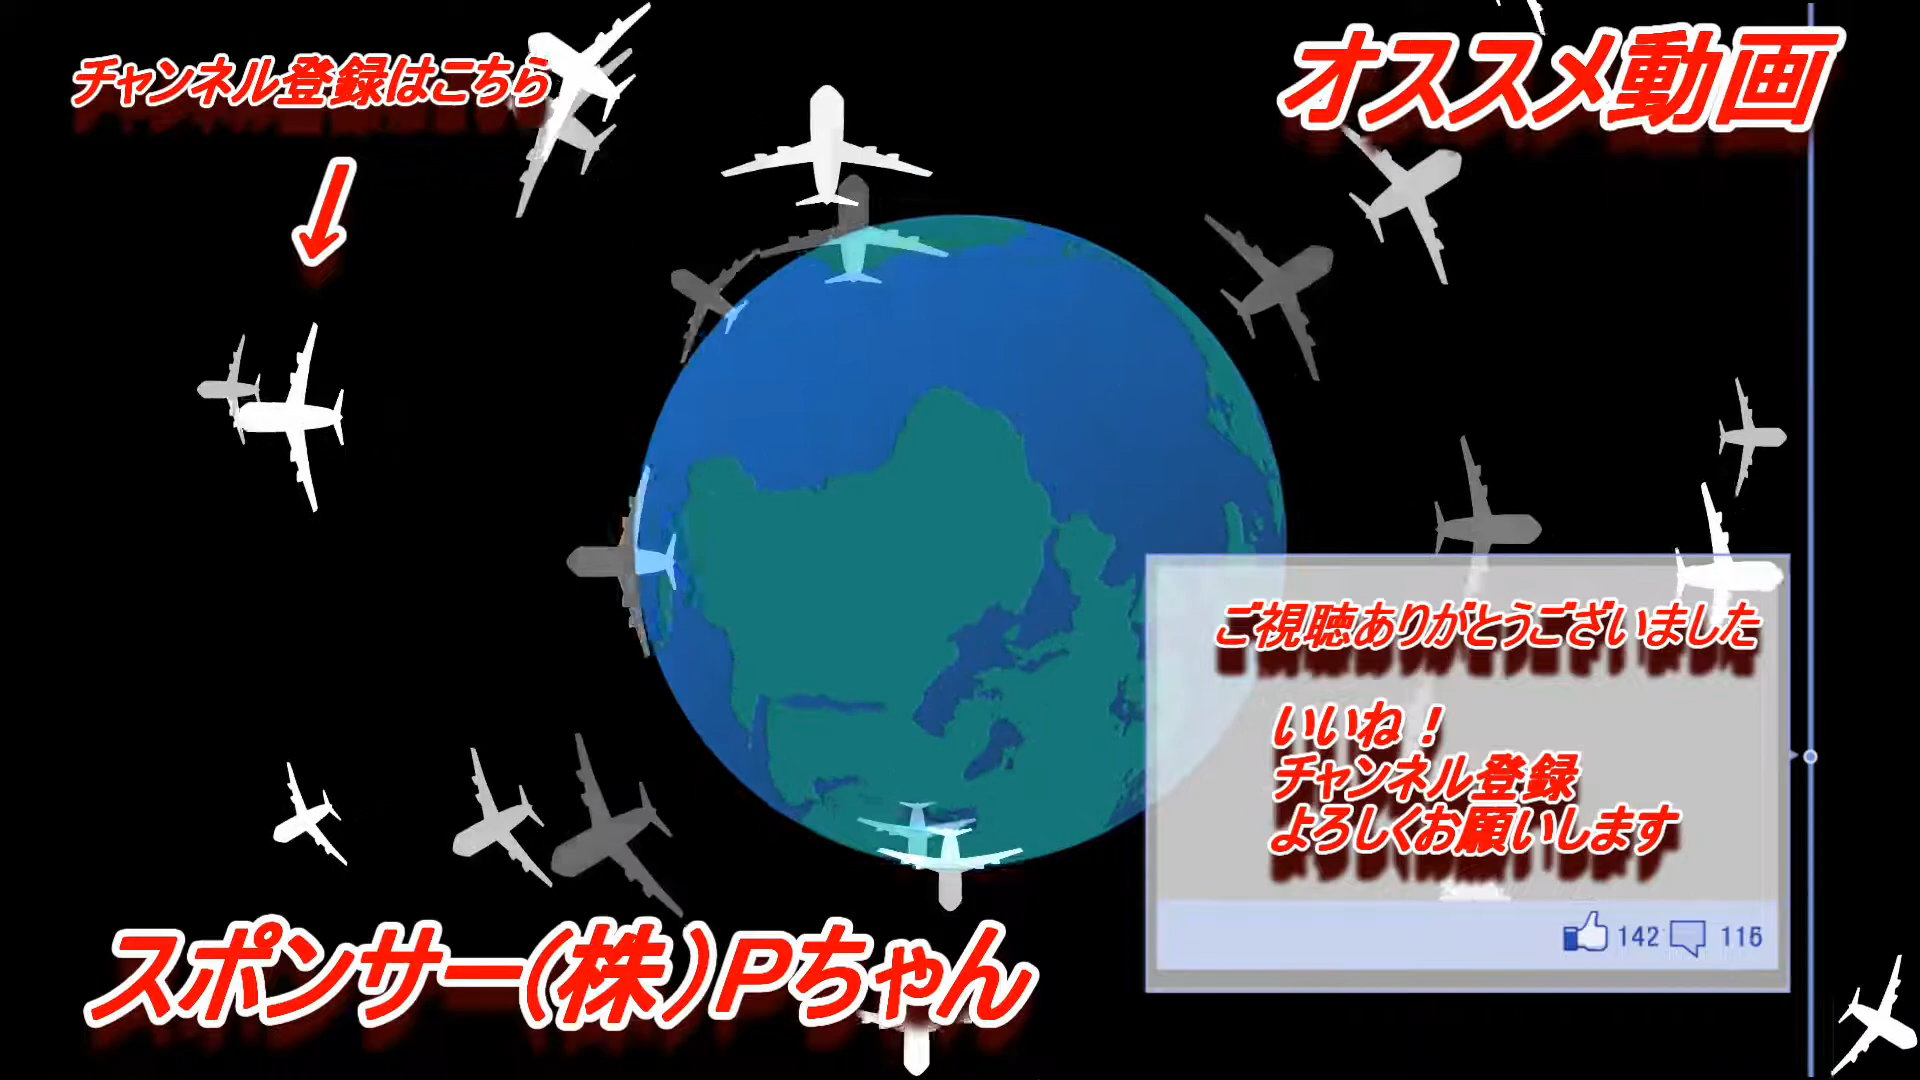 チャンネル登録はこちら
↓
オススメ動画
ご視聴ありがとうございました
いいね！
チャンネル登録
よろしくお願いします
142 116
スポンサー(株)Pちゃん